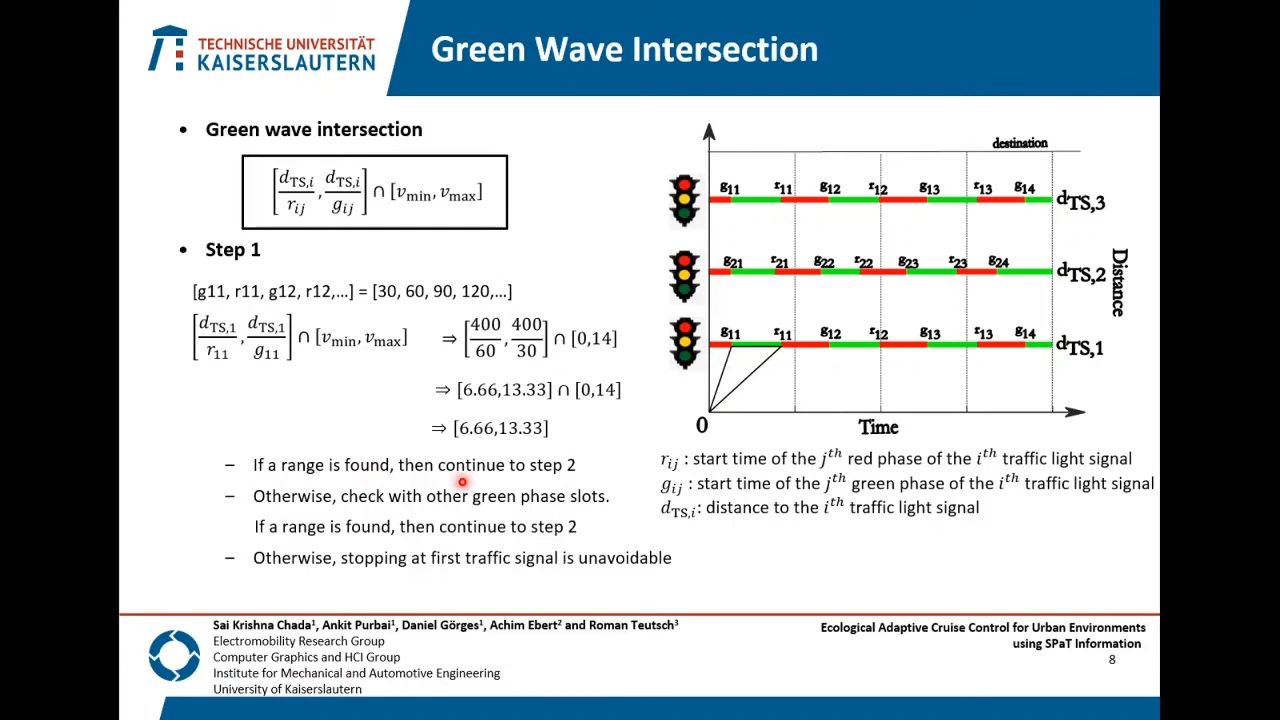 TECHNISCHE UNIVERSITÄT
KAISERSLAUTERN
Green Wave Intersection
• Green wave intersection
[d_TS,i / r_ij , d_TS,i / g_ij] ∩ [v_min, v_max]
• Step 1
[g11, r11, g12, r12,...] = [30, 60, 90, 120,...]
[d_TS,1 / r_11 , d_TS,1 / g_11] ∩ [v_min, v_max] ⇒ [400/60 , 400/30] ∩ [0,14]
⇒ [6.66,13.33] ∩ [0,14]
⇒ [6.66,13.33]
– If a range is found, then continue to step 2
– Otherwise, check with other green phase slots.
If a range is found, then continue to step 2
– Otherwise, stopping at first traffic signal is unavoidable
destination
g11 r11 g12 r12 g13 r13 g14 d_TS,3
g21 r21 g22 r22 g23 r23 g24 d_TS,2
Distance
g11 r11 g12 r12 g13 r13 g14 d_TS,1
0 Time
r_ij : start time of the j^th red phase of the i^th traffic light signal
g_ij : start time of the j^th green phase of the i^th traffic light signal
d_TS,i: distance to the i^th traffic light signal
Sai Krishna Chada¹, Ankit Purbai¹, Daniel Görges¹, Achim Ebert² and Roman Teutsch³
Electromobility Research Group
Computer Graphics and HCI Group
Institute for Mechanical and Automotive Engineering
University of Kaiserslautern
Ecological Adaptive Cruise Control for Urban Environments
using SPaT Information
8